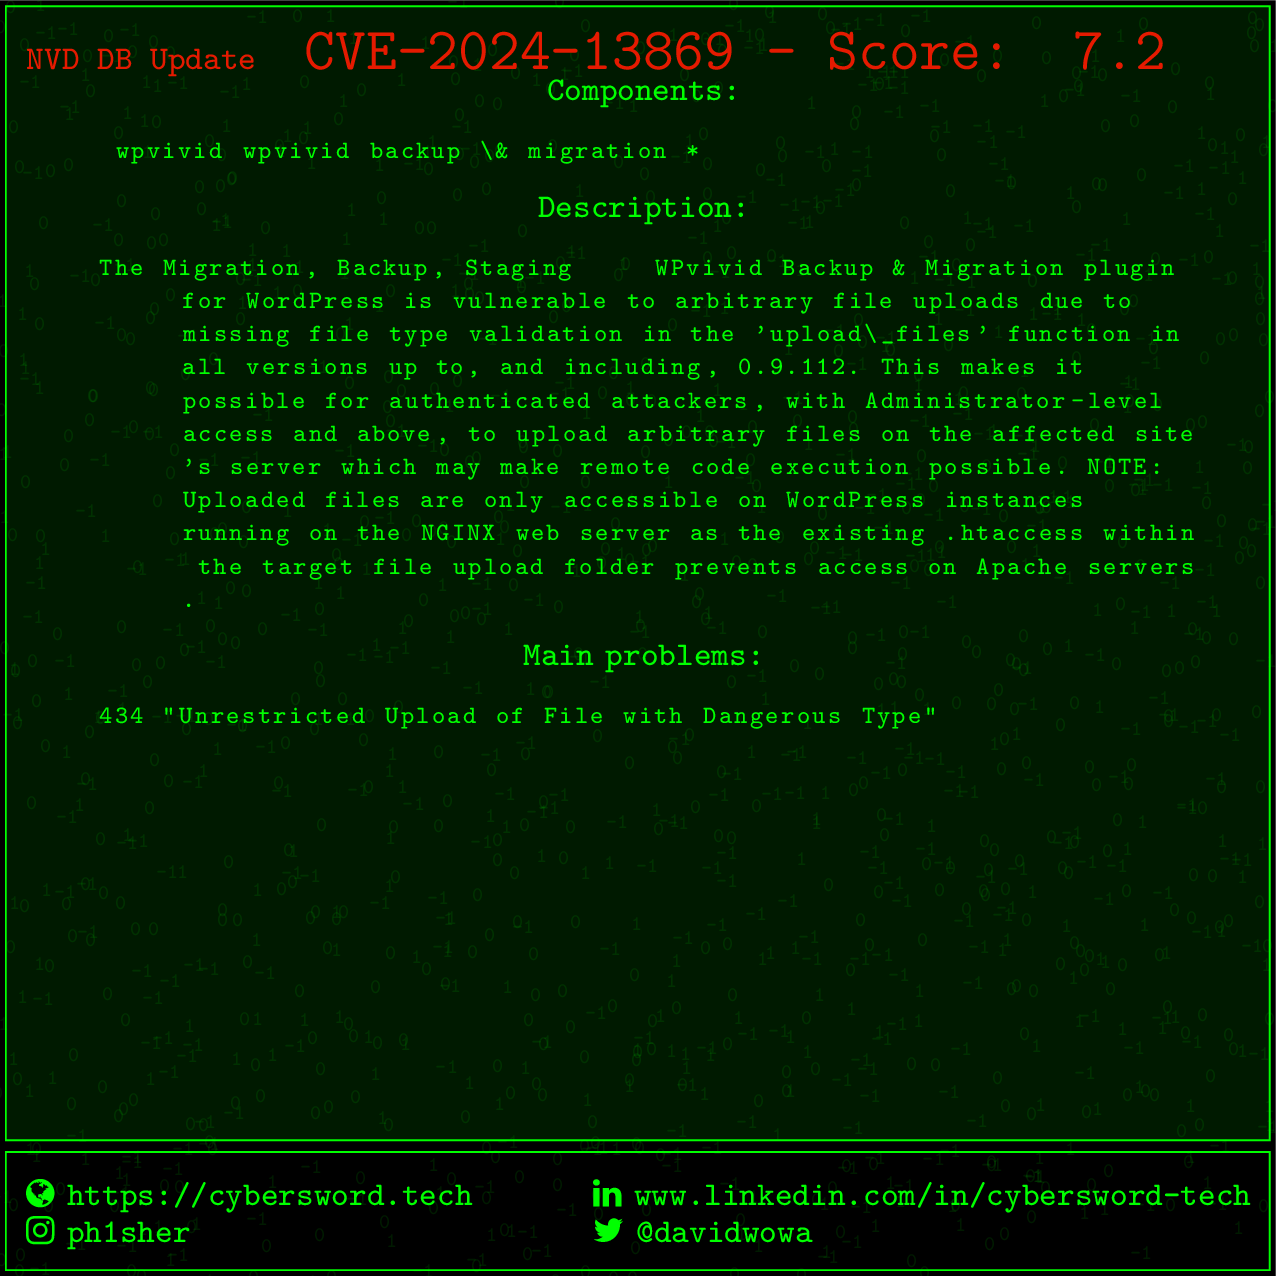 NVD DB Update CVE-2024-13869 - Score: 7.2
Components:
wpvivid wpvivid backup \& migration *
Description:
The Migration, Backup, Staging WPvivid Backup & Migration plugin
for WordPress is vulnerable to arbitrary file uploads due to
missing file type validation in the 'upload\_files' function in
all versions up to, and including, 0.9.112. This makes it
possible for authenticated attackers, with Administrator-level
access and above, to upload arbitrary files on the affected site
's server which may make remote code execution possible. NOTE:
Uploaded files are only accessible on WordPress instances
running on the NGINX web server as the existing .htaccess within
the target file upload folder prevents access on Apache servers
.
Main problems:
434 "Unrestricted Upload of File with Dangerous Type"
https://cybersword.tech www.linkedin.com/in/cybersword-tech
ph1sher @davidwowa